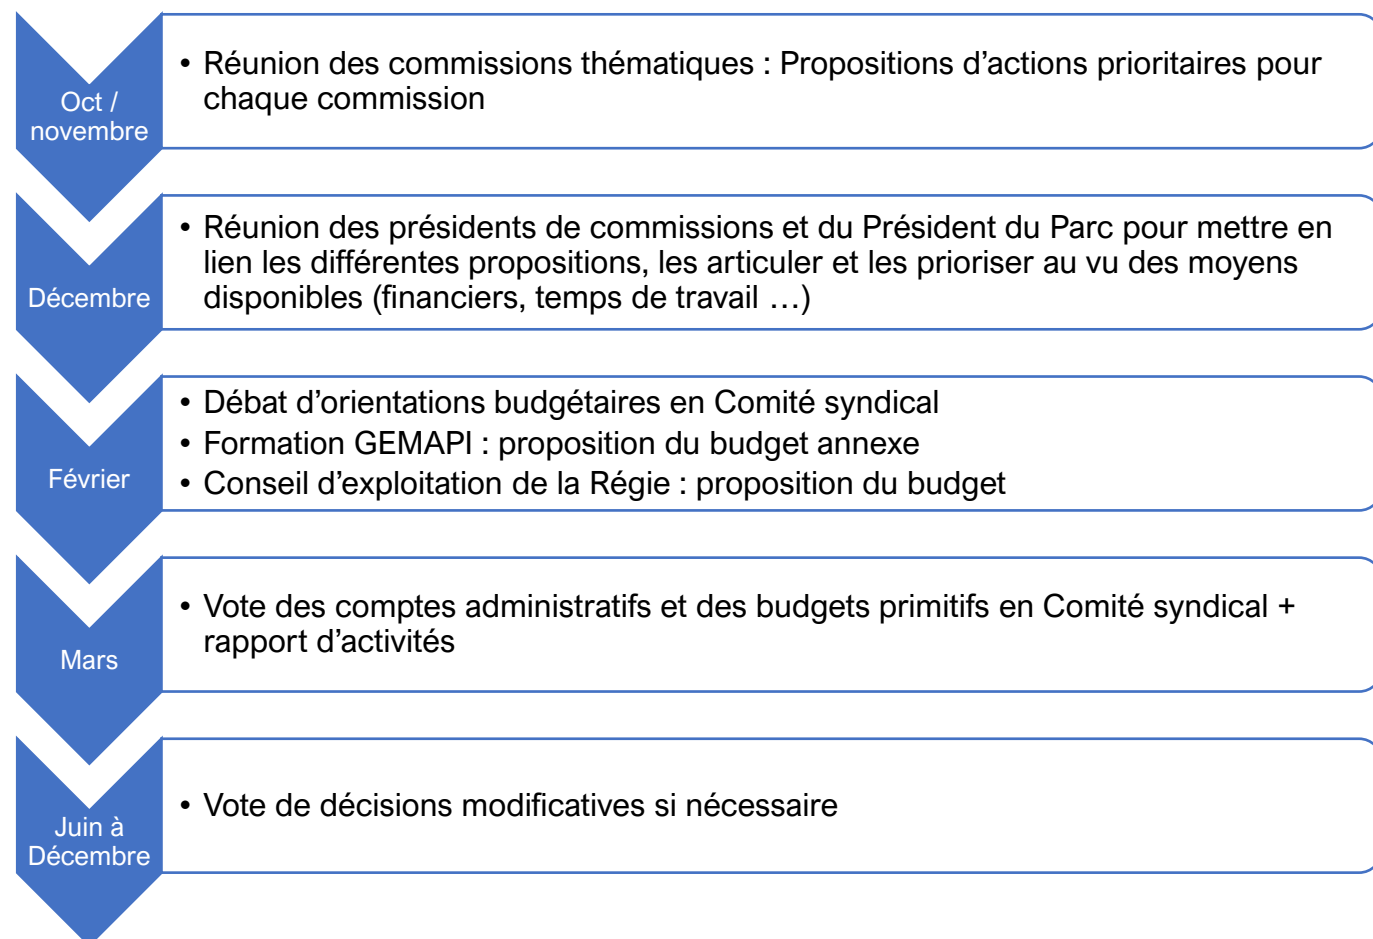 Oct /
novembre
• Réunion des commissions thématiques : Propositions d’actions prioritaires pour
chaque commission
Décembre
• Réunion des présidents de commissions et du Président du Parc pour mettre en
lien les différentes propositions, les articuler et les prioriser au vu des moyens
disponibles (financiers, temps de travail …)
Février
• Débat d’orientations budgétaires en Comité syndical
• Formation GEMAPI : proposition du budget annexe
• Conseil d’exploitation de la Régie : proposition du budget
Mars
• Vote des comptes administratifs et des budgets primitifs en Comité syndical +
rapport d’activités
Juin à
Décembre
• Vote de décisions modificatives si nécessaire